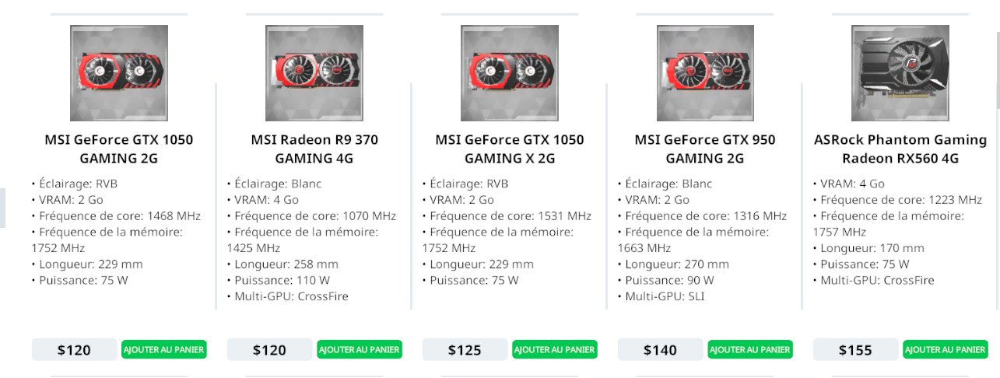 MSI GeForce GTX 1050
GAMING 2G
• Éclairage: RVB
• VRAM: 2 Go
• Fréquence de core: 1468 MHz
• Fréquence de la mémoire:
1752 MHz
• Longueur: 229 mm
• Puissance: 75 W
$120
AJOUTER AU PANIER
MSI Radeon R9 370
GAMING 4G
• Éclairage: Blanc
• VRAM: 4 Go
• Fréquence de core: 1070 MHz
• Fréquence de la mémoire:
1425 MHz
• Longueur: 258 mm
• Puissance: 110 W
• Multi-GPU: CrossFire
$120
AJOUTER AU PANIER
MSI GeForce GTX 1050
GAMING X 2G
• Éclairage: RVB
• VRAM: 2 Go
• Fréquence de core: 1531 MHz
• Fréquence de la mémoire:
1752 MHz
• Longueur: 229 mm
• Puissance: 75 W
$125
AJOUTER AU PANIER
MSI GeForce GTX 950
GAMING 2G
• Éclairage: Blanc
• VRAM: 2 Go
• Fréquence de core: 1316 MHz
• Fréquence de la mémoire:
1663 MHz
• Longueur: 270 mm
• Puissance: 90 W
• Multi-GPU: SLI
$140
AJOUTER AU PANIER
ASRock Phantom Gaming
Radeon RX560 4G
• VRAM: 4 Go
• Fréquence de core: 1223 MHz
• Fréquence de la mémoire:
1757 MHz
• Longueur: 170 mm
• Puissance: 75 W
• Multi-GPU: CrossFire
$155
AJOUTER AU PANIER